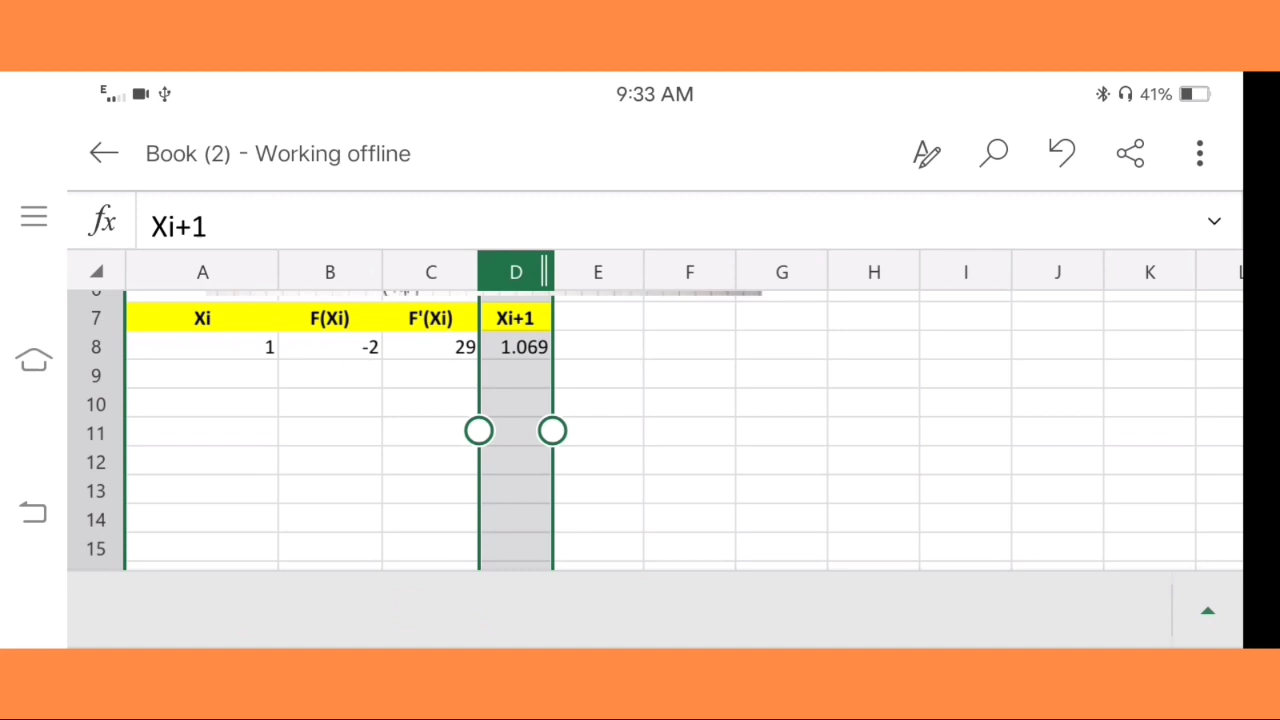 E 9:33 AM 41%
Book (2) - Working offline
fx Xi+1
A B C D E F G H I J K
7 Xi F(Xi) F'(Xi) Xi+1
8 1 -2 29 1.069
9
10
11
12
13
14
15